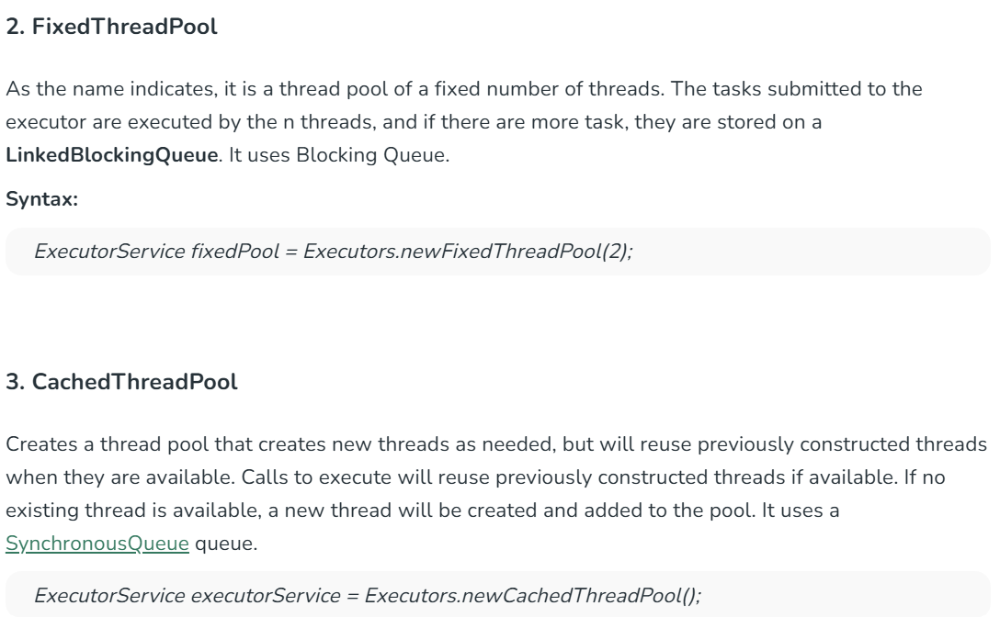 2. FixedThreadPool
As the name indicates, it is a thread pool of a fixed number of threads. The tasks submitted to the
executor are executed by the n threads, and if there are more task, they are stored on a
LinkedBlockingQueue. It uses Blocking Queue.
Syntax:
ExecutorService fixedPool = Executors.newFixedThreadPool(2);
3. CachedThreadPool
Creates a thread pool that creates new threads as needed, but will reuse previously constructed threads
when they are available. Calls to execute will reuse previously constructed threads if available. If no
existing thread is available, a new thread will be created and added to the pool. It uses a
SynchronousQueue queue.
ExecutorService executorService = Executors.newCachedThreadPool();